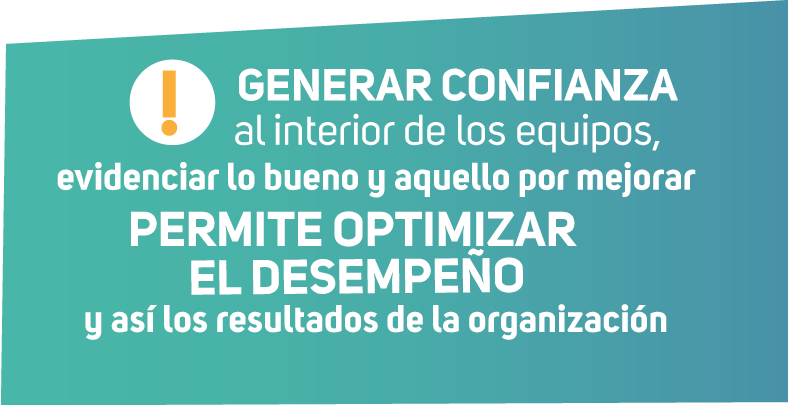 GENERAR CONFIANZA
al interior de los equipos,
evidenciar lo bueno y aquello por mejorar
PERMITE OPTIMIZAR
EL DESEMPEÑO
y así los resultados de la organización